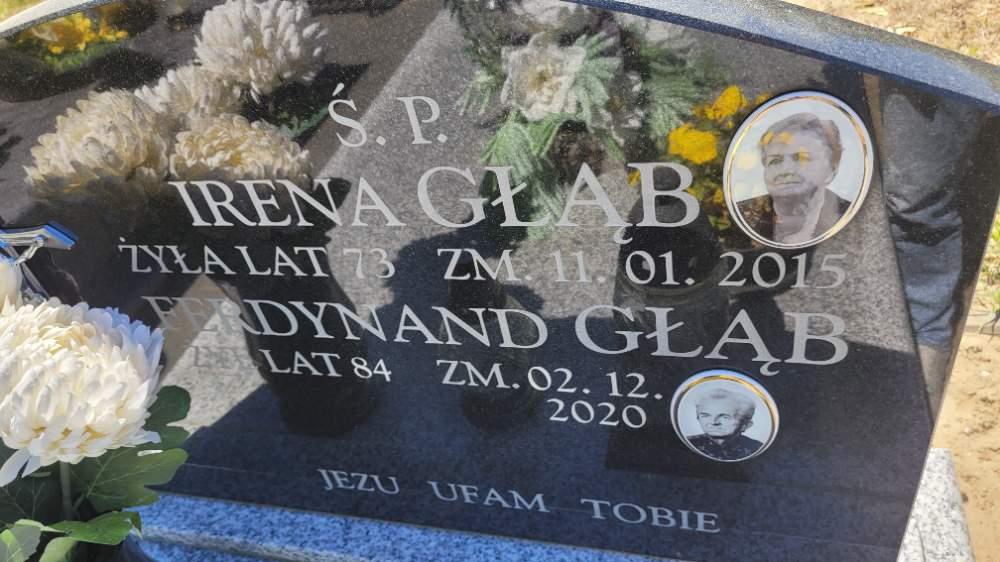 Ś. P.
IRENA GŁĄB
ŻYŁA LAT 73 ZM. 11. 01. 2015
FERDYNAND GŁĄB
LAT 84 ZM. 02. 12.
2020
JEZU UFAM TOBIE